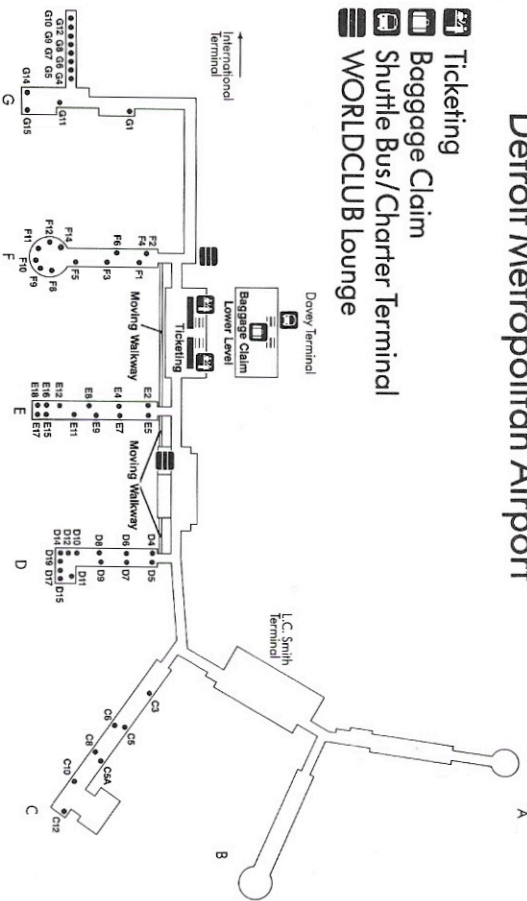 Detroit Metropolitan Airport
Ticketing
Baggage Claim
Shuttle Bus/Charter Terminal
WORLDCLUB Lounge
International
Terminal
G12 G8 G6 G4
G10 G9 G7 G5
G14
G15
G11
G1
G
F2
F4
F6
F1
F3
F5
F14
F12
F11
F10
F9
F8
F
Davey Terminal
Baggage Claim
Lower Level
Ticketing
Moving Walkway
E2
E5
E4
E7
E8
E9
E12
E11
E16
E15
E18
E17
E
Moving Walkway
D4
D5
D6
D7
D8
D9
D10
D12
D11
D14
D15
D19
D17
D
L.C. Smith
Terminal
C3
C6
C5
C8
C5A
C10
C12
C
B
A